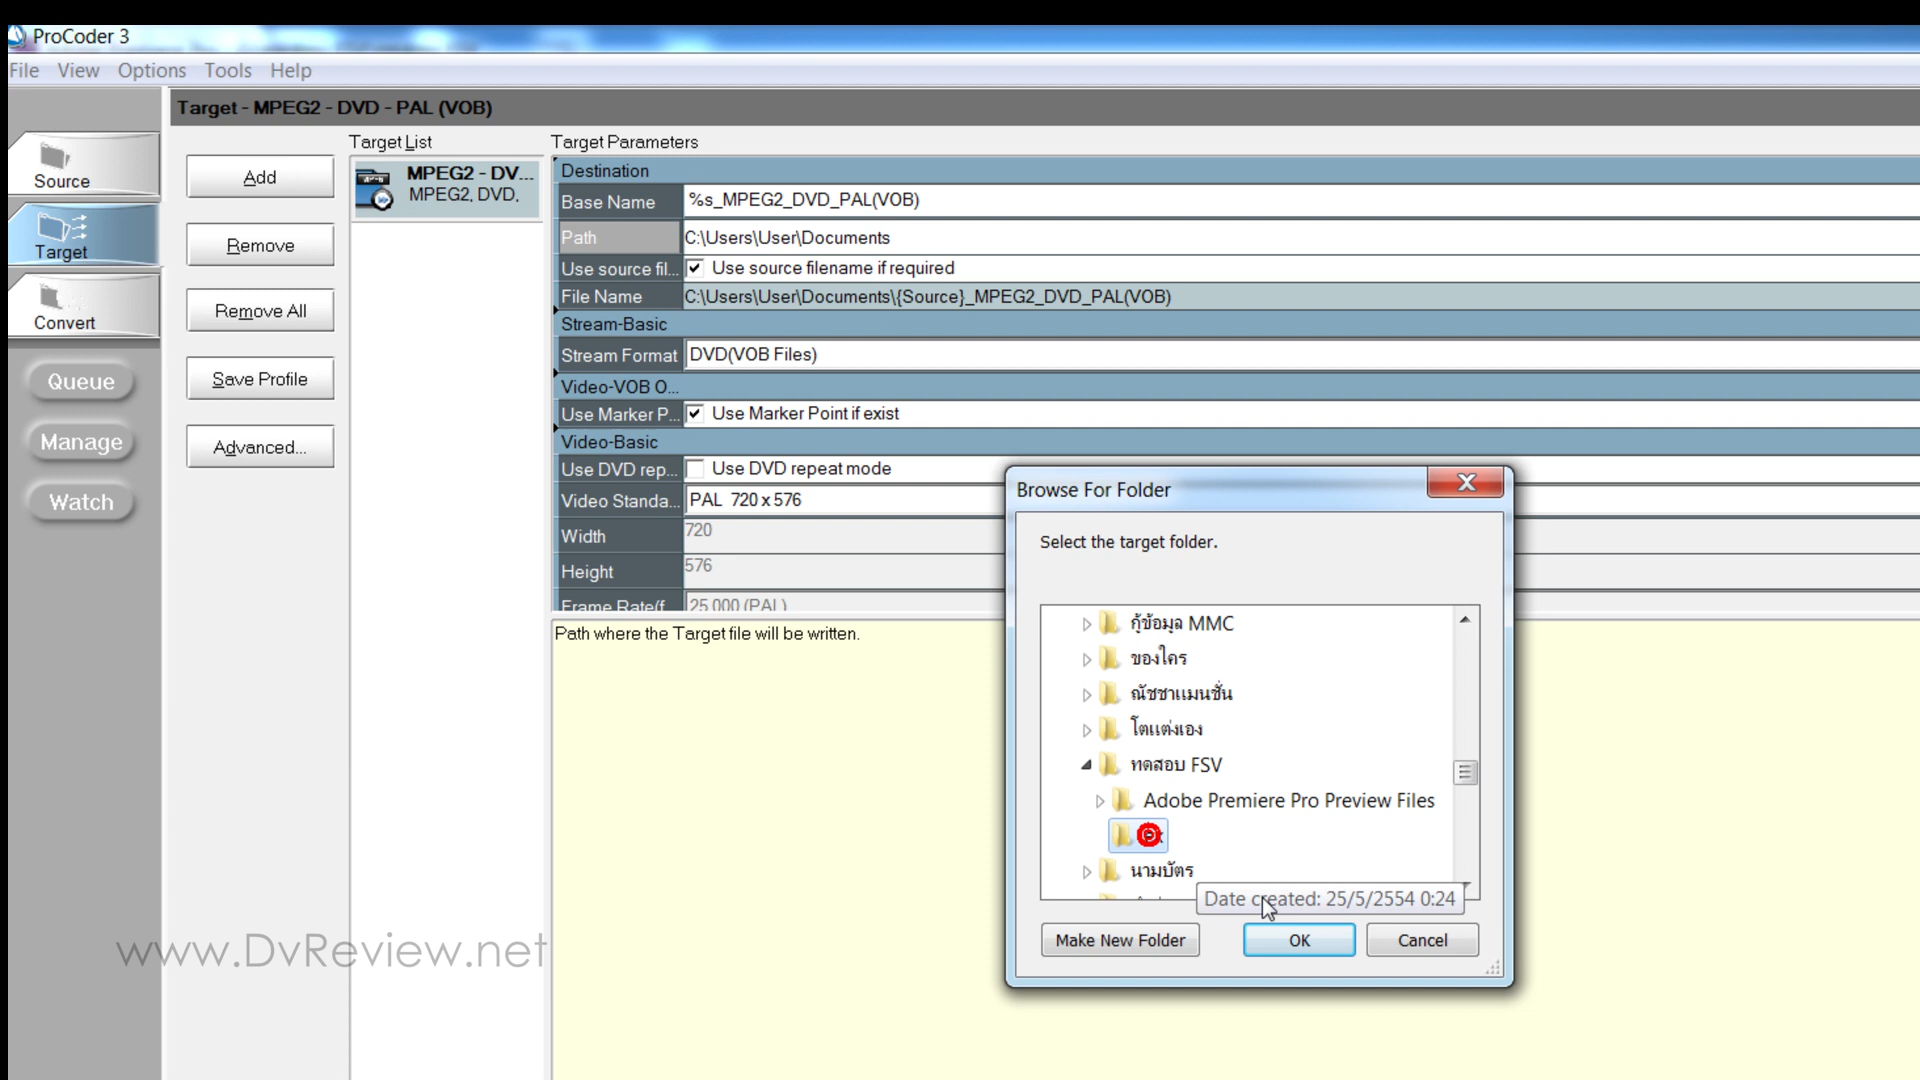 ProCoder 3
File View Options Tools Help
Target - MPEG2 - DVD - PAL (VOB)
Source
Target
Convert
Queue
Manage
Watch
Add
Remove
Remove All
Save Profile
Advanced...
Target List
MPEG2 - DV...
MPEG2, DVD,
Target Parameters
Destination
Base Name %s_MPEG2_DVD_PAL(VOB)
Path C:\Users\User\Documents
Use source fil... Use source filename if required
File Name C:\Users\User\Documents\{Source}_MPEG2_DVD_PAL(VOB)
Stream-Basic
Stream Format DVD(VOB Files)
Video-VOB O...
Use Marker P... Use Marker Point if exist
Video-Basic
Use DVD rep... Use DVD repeat mode
Video Standa... PAL 720 x 576
Width 720
Height 576
Frame Rate(f 25.000 (PAL)
Path where the Target file will be written.
Browse For Folder
Select the target folder.
กู้ข้อมูล MMC
ของใคร
ณัชชาแมนชั่น
โตแต่งเอง
ทดสอบ FSV
Adobe Premiere Pro Preview Files
นามบัตร
Date created: 25/5/2554 0:24
Make New Folder OK Cancel
www.DvReview.net